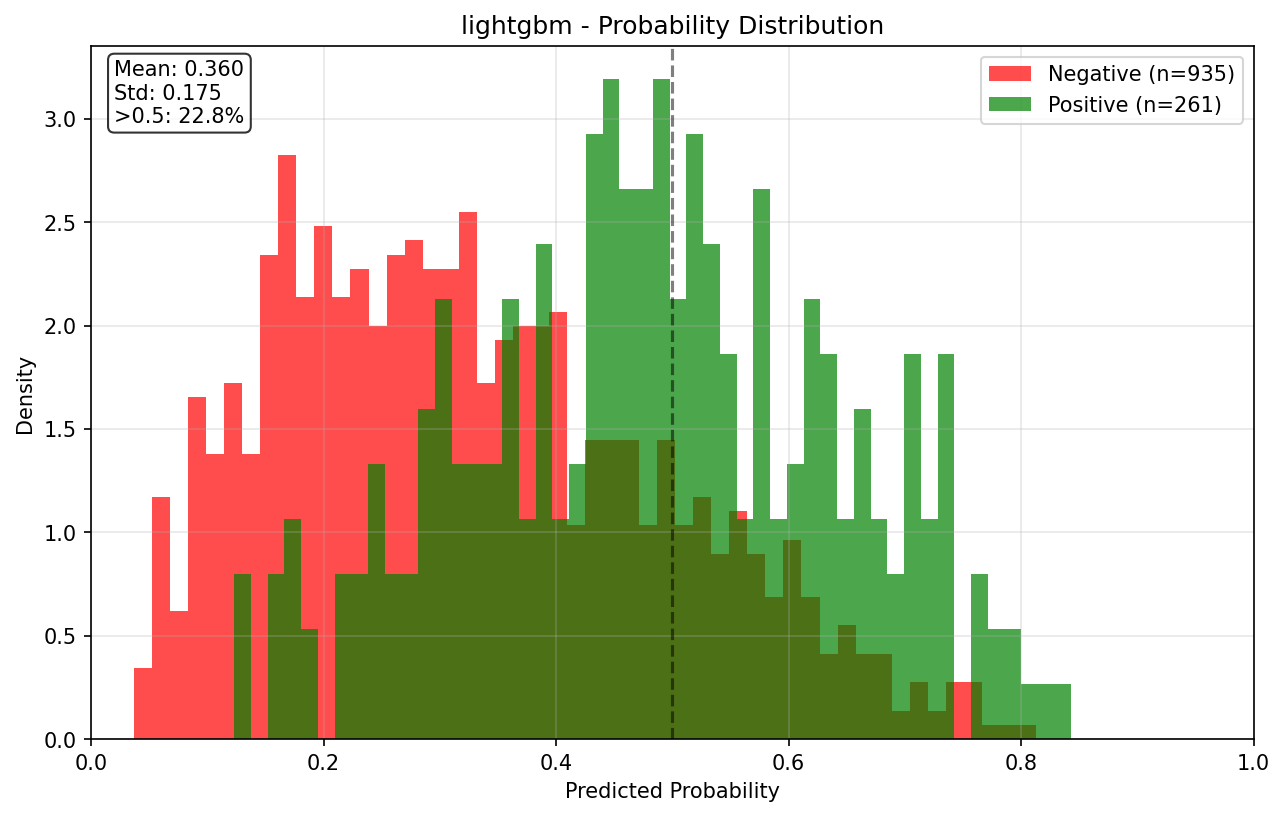 lightgbm - Probability Distribution
Mean: 0.360
Std: 0.175
>0.5: 22.8%
Negative (n=935)
Positive (n=261)
Density
3.0
2.5
2.0
1.5
1.0
0.5
0.0
0.0 0.2 0.4 0.6 0.8 1.0
Predicted Probability